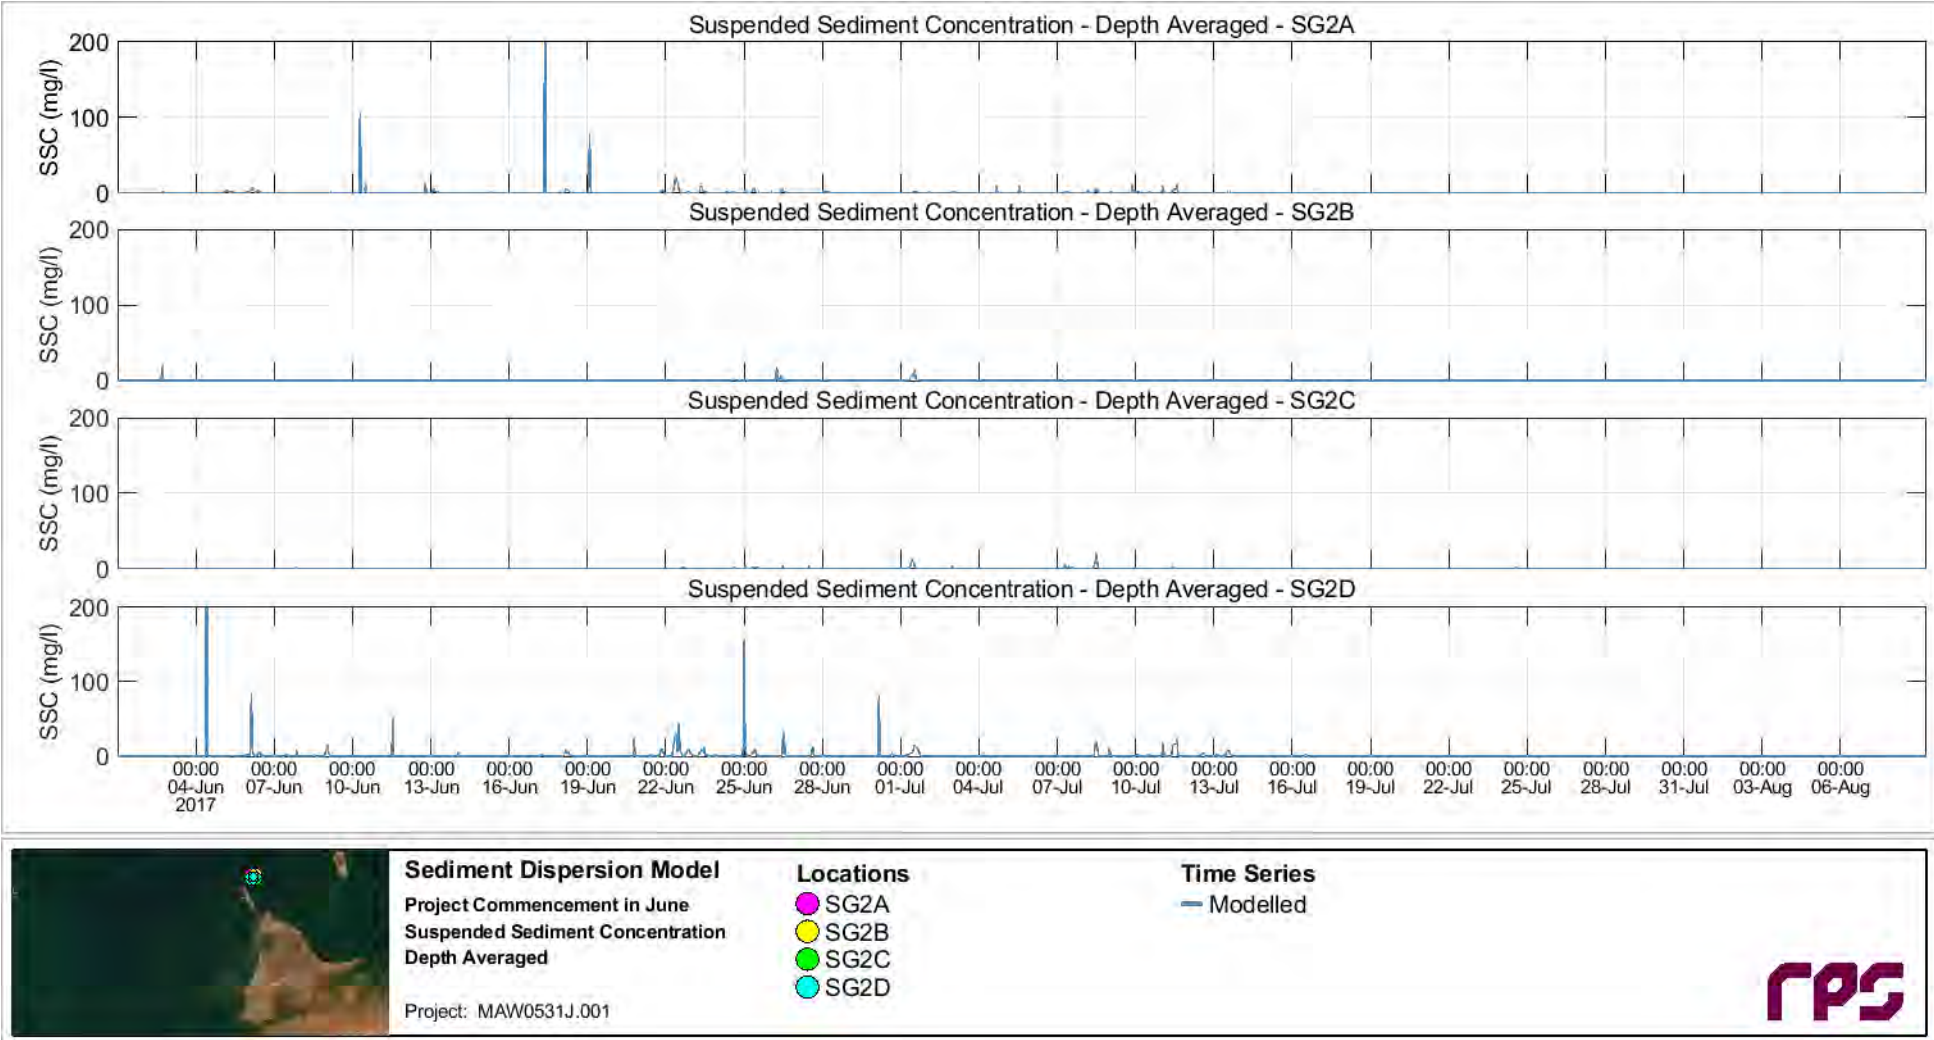 Suspended Sediment Concentration - Depth Averaged - SG2A
200
100
0
SSC (mg/l)
Suspended Sediment Concentration - Depth Averaged - SG2B
200
100
0
SSC (mg/l)
Suspended Sediment Concentration - Depth Averaged - SG2C
200
100
0
SSC (mg/l)
Suspended Sediment Concentration - Depth Averaged - SG2D
200
100
0
SSC (mg/l)
00:00 00:00 00:00 00:00 00:00 00:00 00:00 00:00 00:00 00:00 00:00 00:00 00:00 00:00 00:00 00:00 00:00 00:00 00:00 00:00 00:00 00:00
04-Jun 07-Jun 10-Jun 13-Jun 16-Jun 19-Jun 22-Jun 25-Jun 28-Jun 01-Jul 04-Jul 07-Jul 10-Jul 13-Jul 16-Jul 19-Jul 22-Jul 25-Jul 28-Jul 31-Jul 03-Aug 06-Aug
2017
Sediment Dispersion Model
Project Commencement in June
Suspended Sediment Concentration
Depth Averaged
Project: MAW0531J.001
Locations
SG2A
SG2B
SG2C
SG2D
Time Series
Modelled
rps